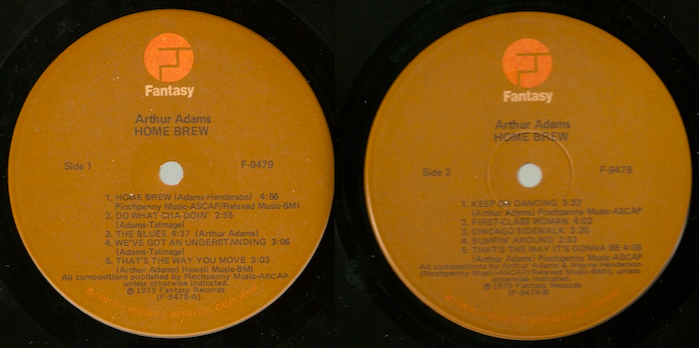 Fantasy
Arthur Adams
HOME BREW
Side 1
F-9479
1. HOME BREW (Adams-Henderson) 4:56
Pinchpenny Music-ASCAP/Relaxed Music-BMI)
2. DO WHAT CHA DOIN' 2:55
(Adams-Talmage)
3. THE BLUES 4:37 (Arthur Adams)
4. WE'VE GOT AN UNDERSTANDING 3:06
(Adams-Talmage)
5. THAT'S THE WAY YOU MOVE 3:03
(Arthur Adams) Hawaii Music-BMI)
All compositions published by Pinchpenny Music-ASCAP
unless otherwise indicated.
℗ © 1975 Fantasy Records
(F-9479-A)
FANTASY RECORDS, BERKELEY, CALIFORNIA
Fantasy
Arthur Adams
HOME BREW
Side 2
F-9479
1. KEEP ON DANCING 3:32
(Arthur Adams) Pinchpenny Music-ASCAP
2. FIRST-CLASS WOMAN 4:02
3. CHICAGO SIDEWALK
4. BUMPIN' AROUND 2:33
5. THAT'S THE WAY IT'S GONNA BE 4:06
(Arthur Adams) Pinchpenny Music-ASCAP
All compositions by Arthur Adams & Wayne Henderson
(Pinchpenny Music-ASCAP/Relaxed Music-BMI), unless
otherwise indicated.
℗ © 1975 Fantasy Records
(F-9479-B)